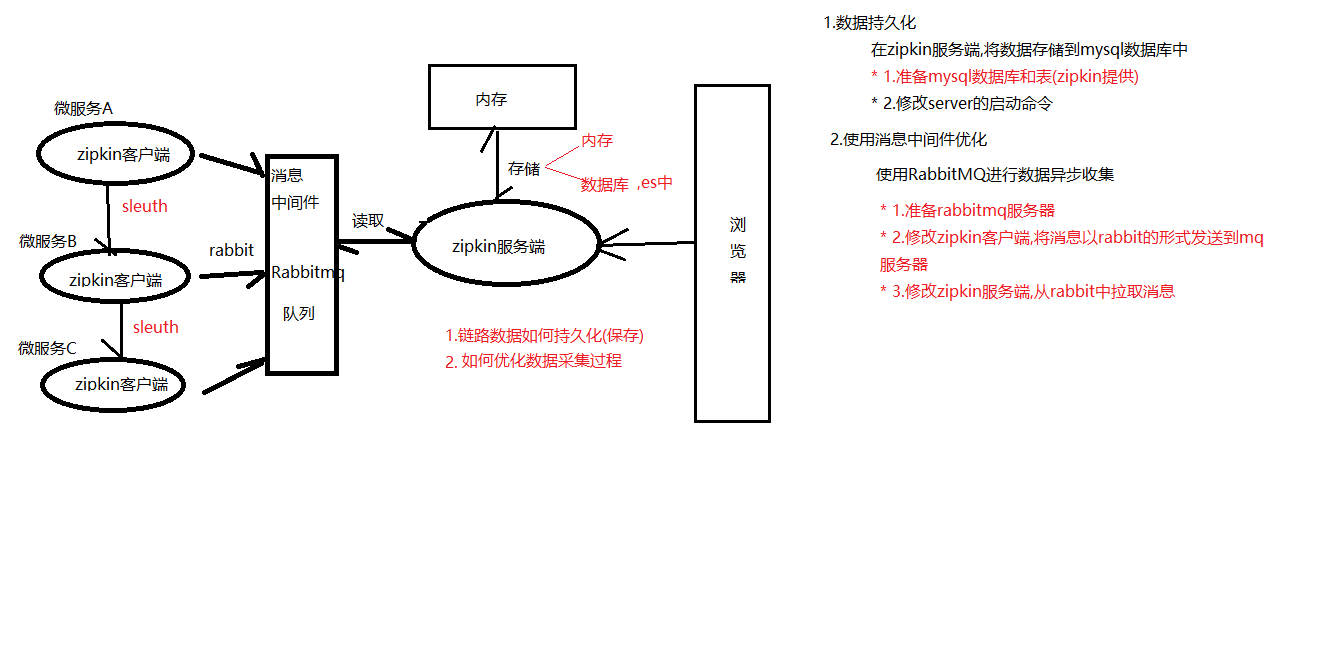 微服务A
zipkin客户端
sleuth
微服务B
zipkin客户端
sleuth
微服务C
zipkin客户端
rabbit
消息
中间件
Rabbitmq
队列
读取
内存
存储
内存
数据库 ,es中
zipkin服务端
1.链路数据如何持久化(保存)
2. 如何优化数据采集过程
浏
览
器
1.数据持久化
在zipkin服务端,将数据存储到mysql数据库中
* 1.准备mysql数据库和表(zipkin提供)
* 2.修改server的启动命令
2.使用消息中间件优化
使用RabbitMQ进行数据异步收集
* 1.准备rabbitmq服务器
* 2.修改zipkin客户端,将消息以rabbit的形式发送到mq
服务器
* 3.修改zipkin服务端,从rabbit中拉取消息